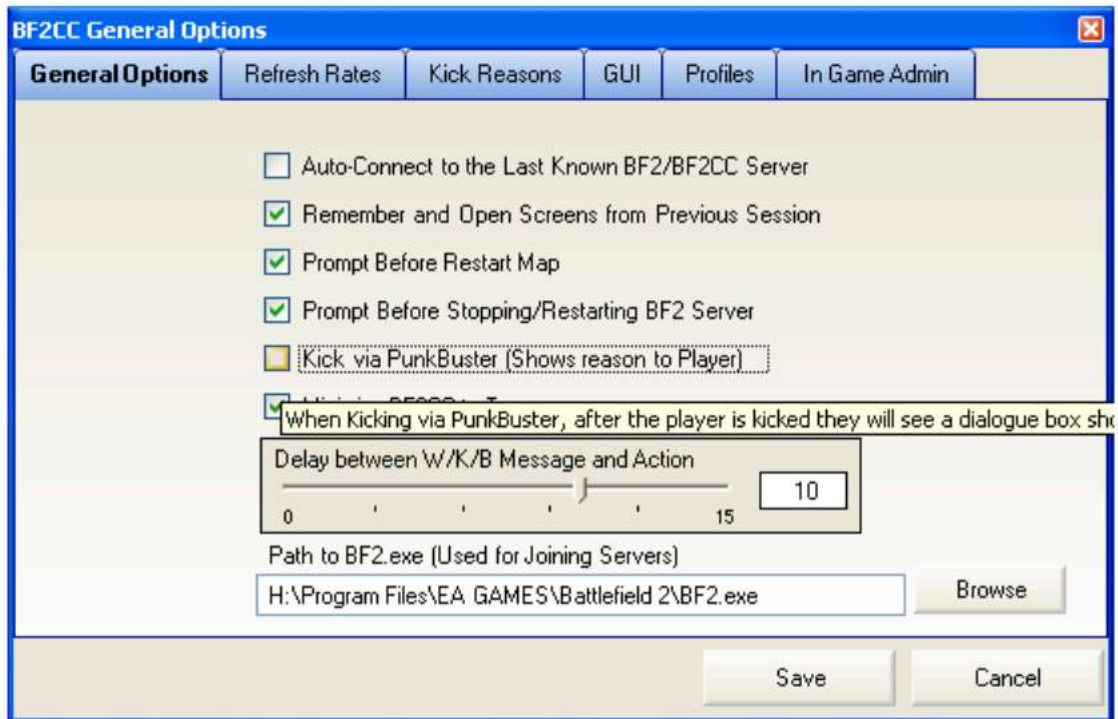 BF2CC General Options
General Options Refresh Rates Kick Reasons GUI Profiles In Game Admin
Auto-Connect to the Last Known BF2/BF2CC Server
Remember and Open Screens from Previous Session
Prompt Before Restart Map
Prompt Before Stopping/Restarting BF2 Server
Kick via PunkBuster (Shows reason to Player)
When Kicking via PunkBuster, after the player is kicked they will see a dialogue box sho
Delay between W/K/B Message and Action
10
0 15
Path to BF2.exe (Used for Joining Servers)
H:\Program Files\EA GAMES\Battlefield 2\BF2.exe Browse
Save Cancel